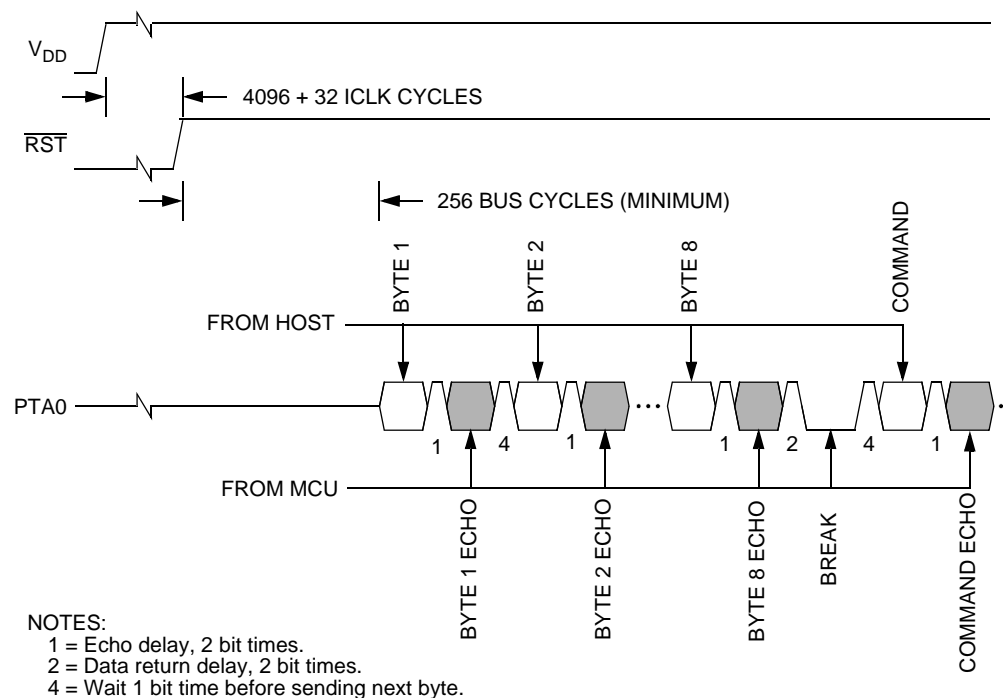 VDD
4096 + 32 ICLK CYCLES
RST
256 BUS CYCLES (MINIMUM)
BYTE 1
BYTE 2
BYTE 8
COMMAND
FROM HOST
PTA0
1
4
1
1
2
4
1
FROM MCU
BYTE 1 ECHO
BYTE 2 ECHO
BYTE 8 ECHO
BREAK
COMMAND ECHO
NOTES:
1 = Echo delay, 2 bit times.
2 = Data return delay, 2 bit times.
4 = Wait 1 bit time before sending next byte.